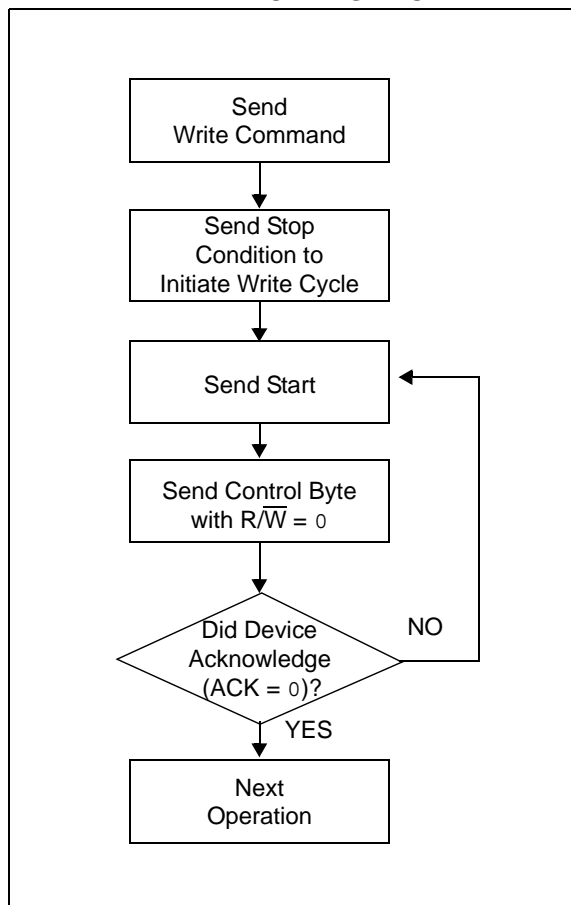 Send
Write Command
Send Stop
Condition to
Initiate Write Cycle
Send Start
Send Control Byte
with R/W̅ = 0
Did Device
Acknowledge
(ACK = 0)?
NO
YES
Next
Operation